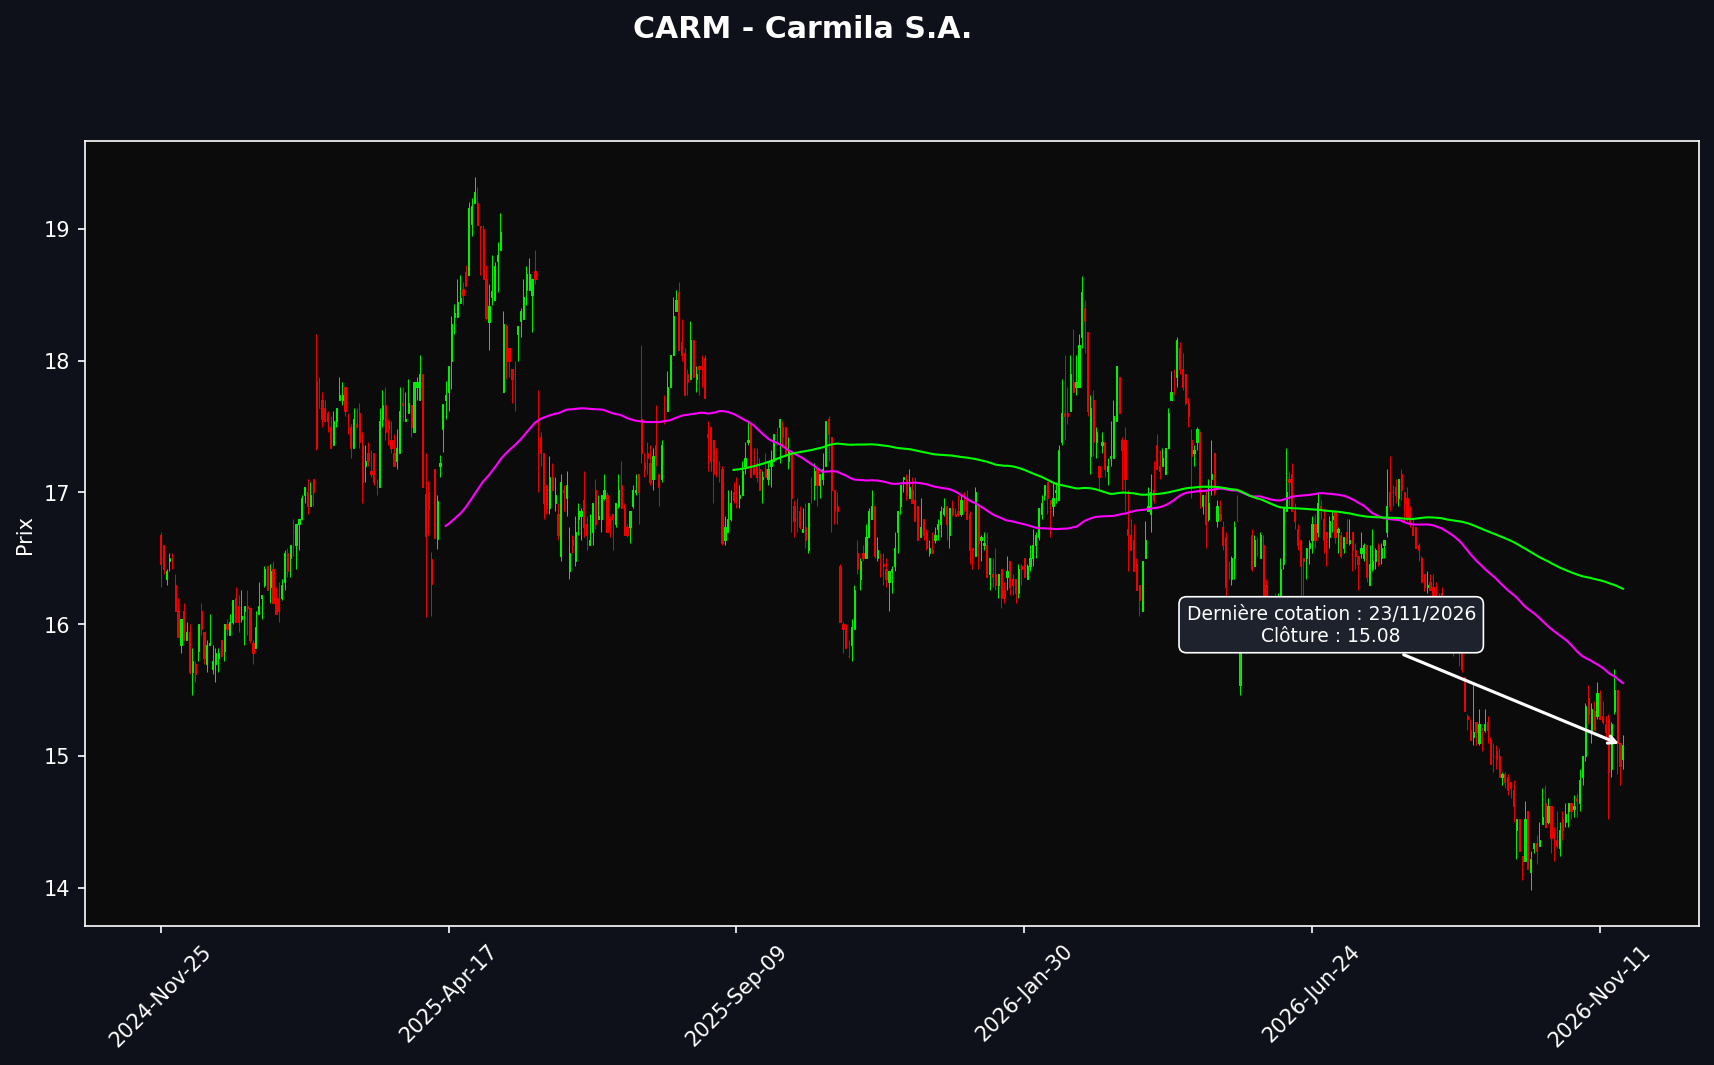 CARM - Carmila S.A.
Prix
19
18
17
16
15
14
Dernière cotation : 23/11/2026
Clôture : 15.08
2024-Nov-25
2025-Apr-17
2025-Sep-09
2026-Jan-30
2026-Jun-24
2026-Nov-11